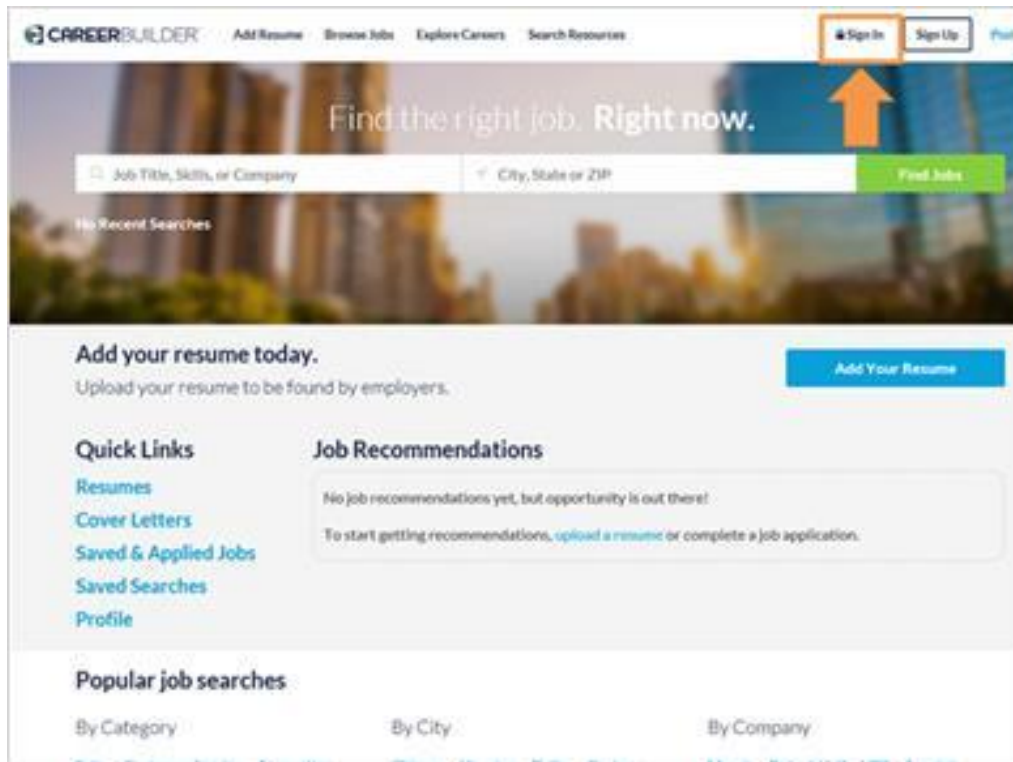 CAREERBUILDER Add Resume Browse Jobs Explore Careers Search Resources Sign In Sign Up
Find the right job. Right now.
Job Title, Skills, or Company City, State or ZIP Find Jobs
No Recent Searches
Add your resume today.
Upload your resume to be found by employers.
Add Your Resume
Quick Links
Resumes
Cover Letters
Saved & Applied Jobs
Saved Searches
Profile
Job Recommendations
No job recommendations yet, but opportunity is out there!
To start getting recommendations, upload a resume or complete a job application.
Popular job searches
By Category By City By Company